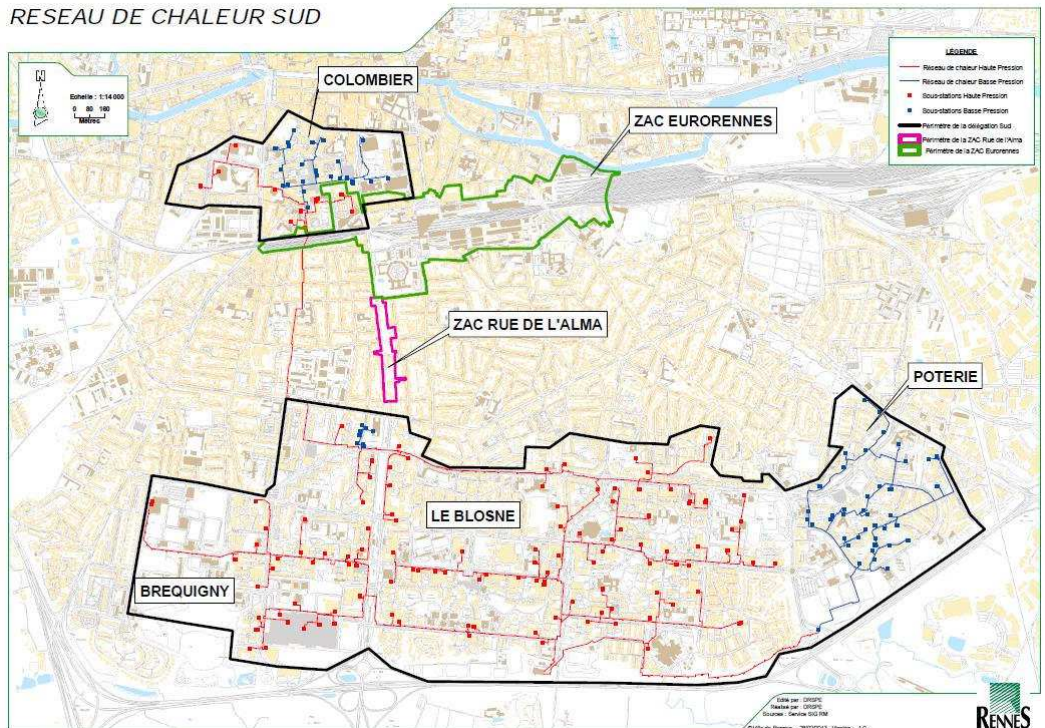 RESEAU DE CHALEUR SUD
N
Echelle : 1:14 000
0 80 160
Mètres
COLOMBIER
ZAC EURORENNES
LÉGENDE
Réseau de chaleur Haute Pression
Réseau de chaleur Basse Pression
Sous-stations Haute Pression
Sous-stations Basse Pression
Périmètre de la délégation Sud
Périmètre de la ZAC Rue de l'Alma
Périmètre de la ZAC Eurorennes
ZAC RUE DE L'ALMA
POTERIE
LE BLOSNE
BREQUIGNY
Edité par : DRSPE
Réalisé par : DRSPE
Sources : Service SIG RM
RENNES